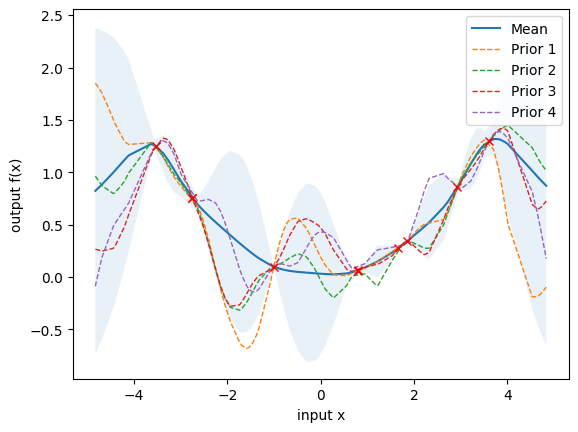 2.5
2.0
1.5
1.0
0.5
0.0
−0.5
output f(x)
Mean
Prior 1
Prior 2
Prior 3
Prior 4
−4 −2 0 2 4
input x